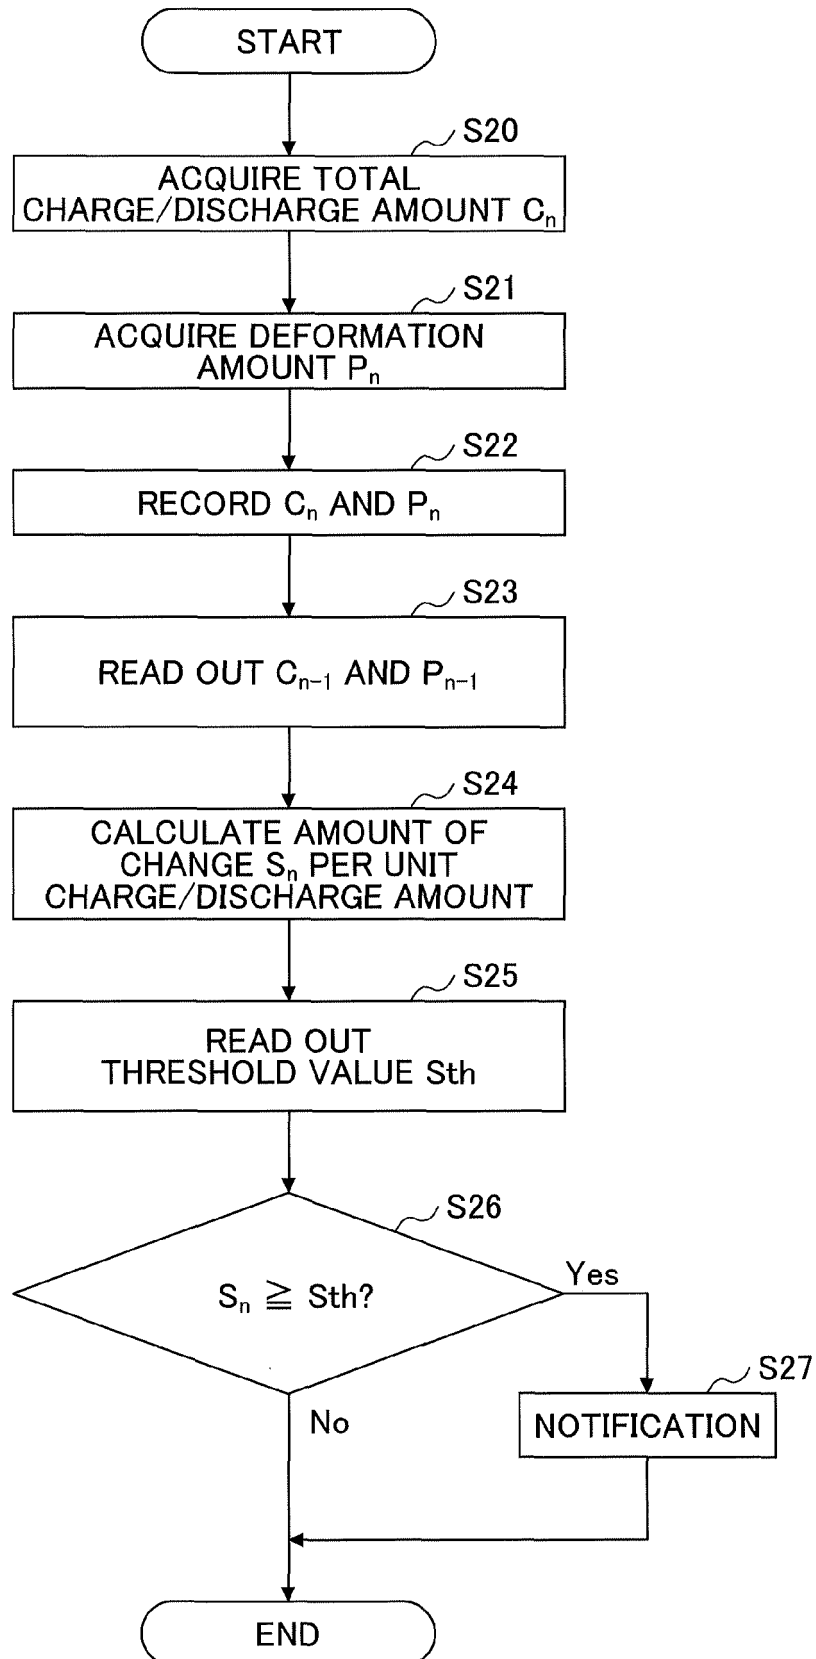 START
S20
ACQUIRE TOTAL
CHARGE/DISCHARGE AMOUNT Cₙ
S21
ACQUIRE DEFORMATION
AMOUNT Pₙ
S22
RECORD Cₙ AND Pₙ
S23
READ OUT Cₙ₋₁ AND Pₙ₋₁
S24
CALCULATE AMOUNT OF
CHANGE Sₙ PER UNIT
CHARGE/DISCHARGE AMOUNT
S25
READ OUT
THRESHOLD VALUE Sth
S26
Sₙ ≧ Sth?
Yes
S27
NOTIFICATION
No
END